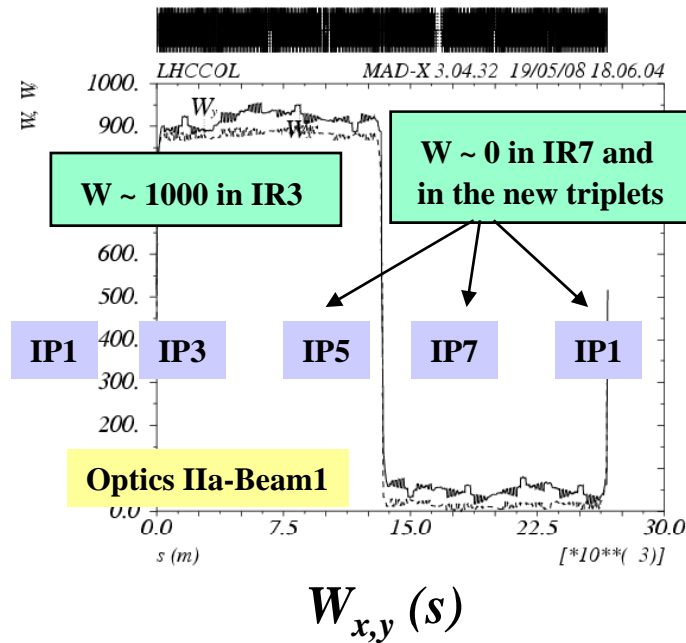 LHCCOL MAD-X 3.04.32 19/05/08 18.06.04
1000.
900.
W y
W
W ~ 1000 in IR3
W ~ 0 in IR7 and
in the new triplets
600.
500.
400.
300.
200.
100.
0.0
IP1 IP3 IP5 IP7 IP1
Optics IIa-Beam1
0.0 7.5 15.0 22.5 30.0
s (m) [*10**( 3)]
W x,y (s)